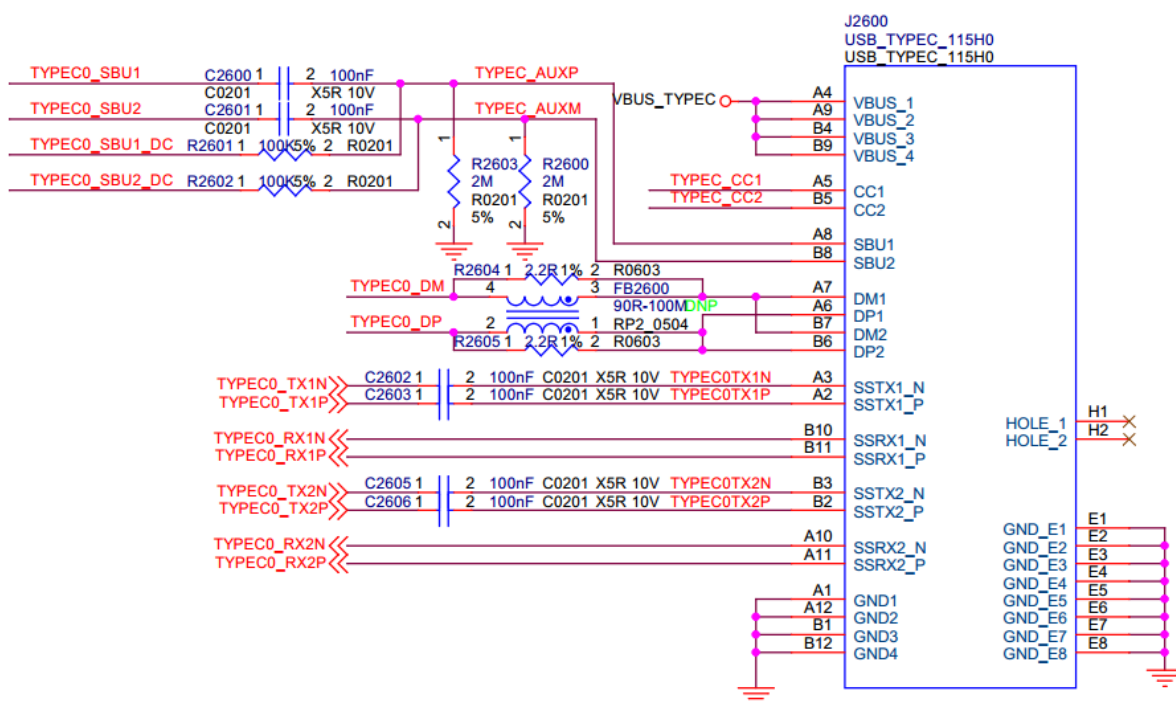 J2600
USB_TYPEC_115H0
USB_TYPEC_115H0
TYPEC0_SBU1 C2600 1 2 100nF TYPEC_AUXP
C0201 X5R 10V
TYPEC0_SBU2 C2601 1 2 100nF TYPEC_AUXM
C0201 X5R 10V
TYPEC0_SBU1_DC R2601 1 100K5% 2 R0201
TYPEC0_SBU2_DC R2602 1 100K5% 2 R0201
1 R2603 2M R0201 5% 2
1 R2600 2M R0201 5% 2
VBUS_TYPEC A4 VBUS_1
A9 VBUS_2
B4 VBUS_3
B9 VBUS_4
TYPEC_CC1 A5 CC1
TYPEC_CC2 B5 CC2
A8 SBU1
B8 SBU2
R2604 1 2.2R1% 2 R0603
TYPEC0_DM 4 3 FB2600 A7 DM1
90R-100M DNP A6 DP1
TYPEC0_DP 2 1 RP2_0504 B7 DM2
R2605 1 2.2R1% 2 R0603 B6 DP2
TYPEC0_TX1N C2602 1 2 100nF C0201 X5R 10V TYPEC0TX1N A3 SSTX1_N
TYPEC0_TX1P C2603 1 2 100nF C0201 X5R 10V TYPEC0TX1P A2 SSTX1_P
TYPEC0_RX1N B10 SSRX1_N
TYPEC0_RX1P B11 SSRX1_P
TYPEC0_TX2N C2605 1 2 100nF C0201 X5R 10V TYPEC0TX2N B3 SSTX2_N
TYPEC0_TX2P C2606 1 2 100nF C0201 X5R 10V TYPEC0TX2P B2 SSTX2_P
TYPEC0_RX2N A10 SSRX2_N
TYPEC0_RX2P A11 SSRX2_P
A1 GND1
A12 GND2
B1 GND3
B12 GND4
HOLE_1 H1
HOLE_2 H2
GND_E1 E1
GND_E2 E2
GND_E3 E3
GND_E4 E4
GND_E5 E5
GND_E6 E6
GND_E7 E7
GND_E8 E8